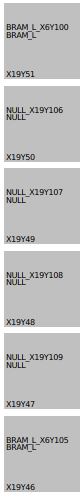 BRAM_L_X6Y100
BRAM_L
X19Y51
NULL_X19Y106
NULL
X19Y50
NULL_X19Y107
NULL
X19Y49
NULL_X19Y108
NULL
X19Y48
NULL_X19Y109
NULL
X19Y47
BRAM_L_X6Y105
BRAM_L
X19Y46